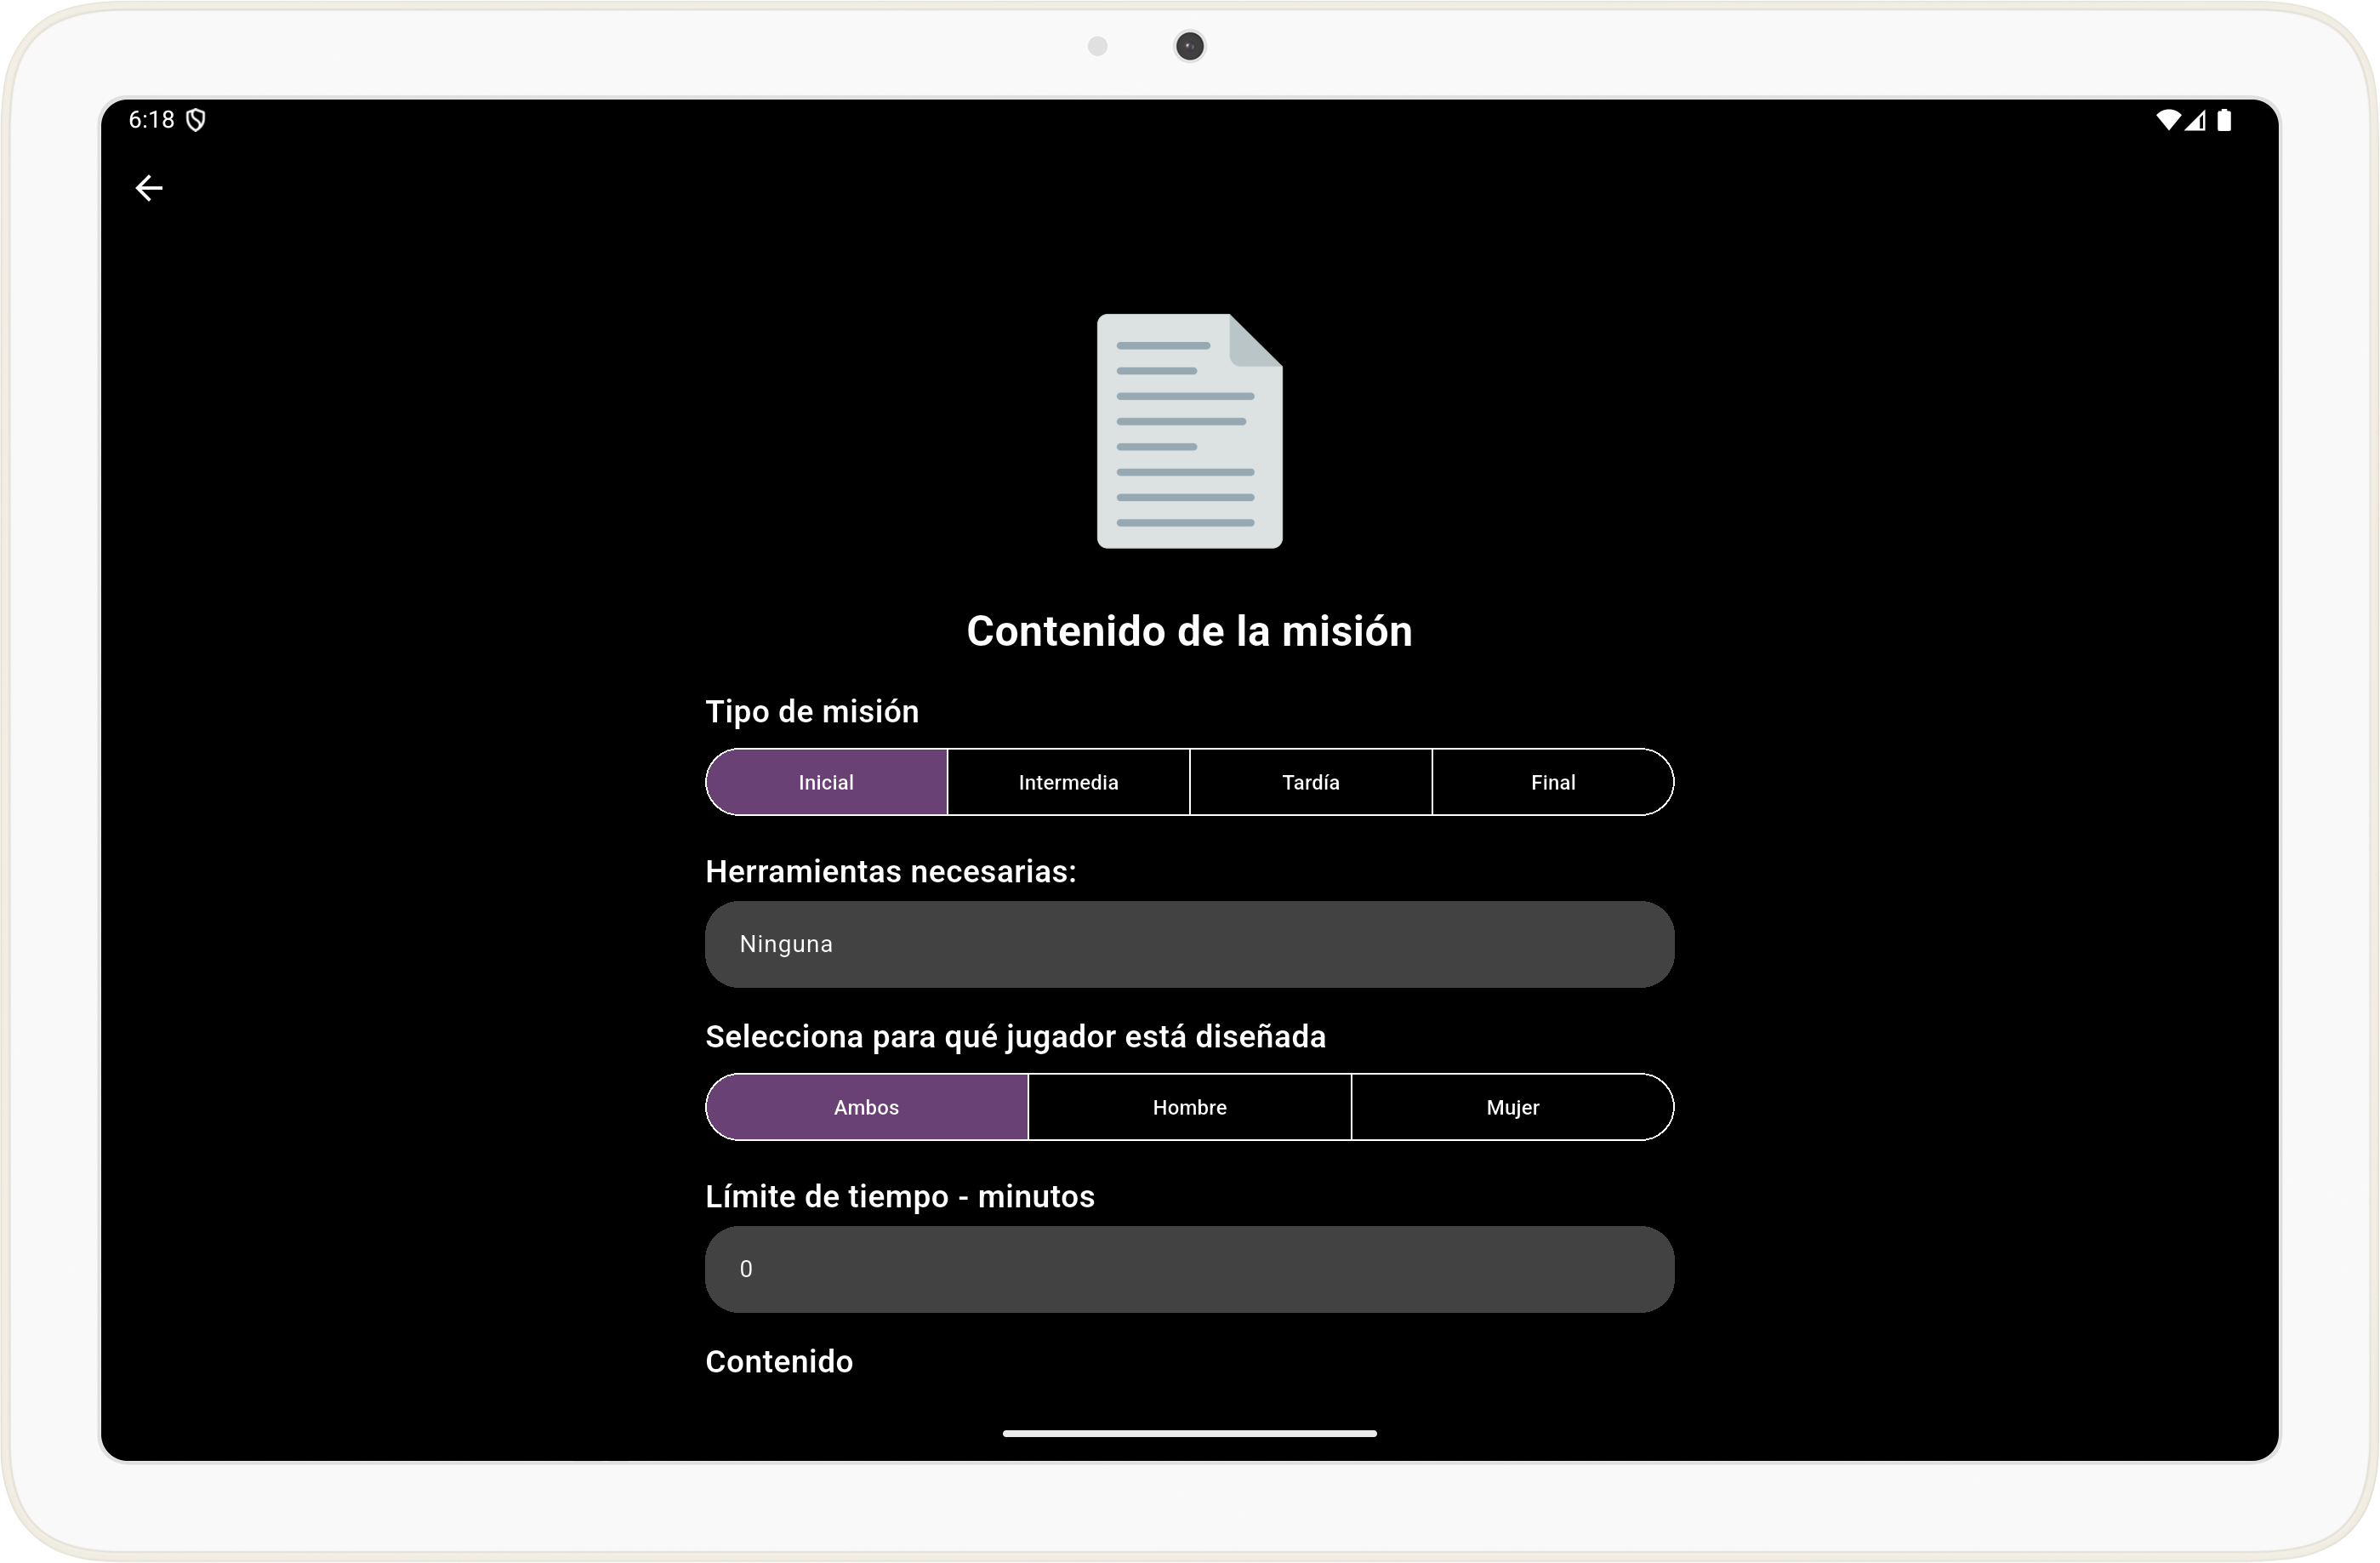 6:18
Contenido de la misión
Tipo de misión
Inicial Intermedia Tardía Final
Herramientas necesarias:
Ninguna
Selecciona para qué jugador está diseñada
Ambos Hombre Mujer
Límite de tiempo - minutos
0
Contenido